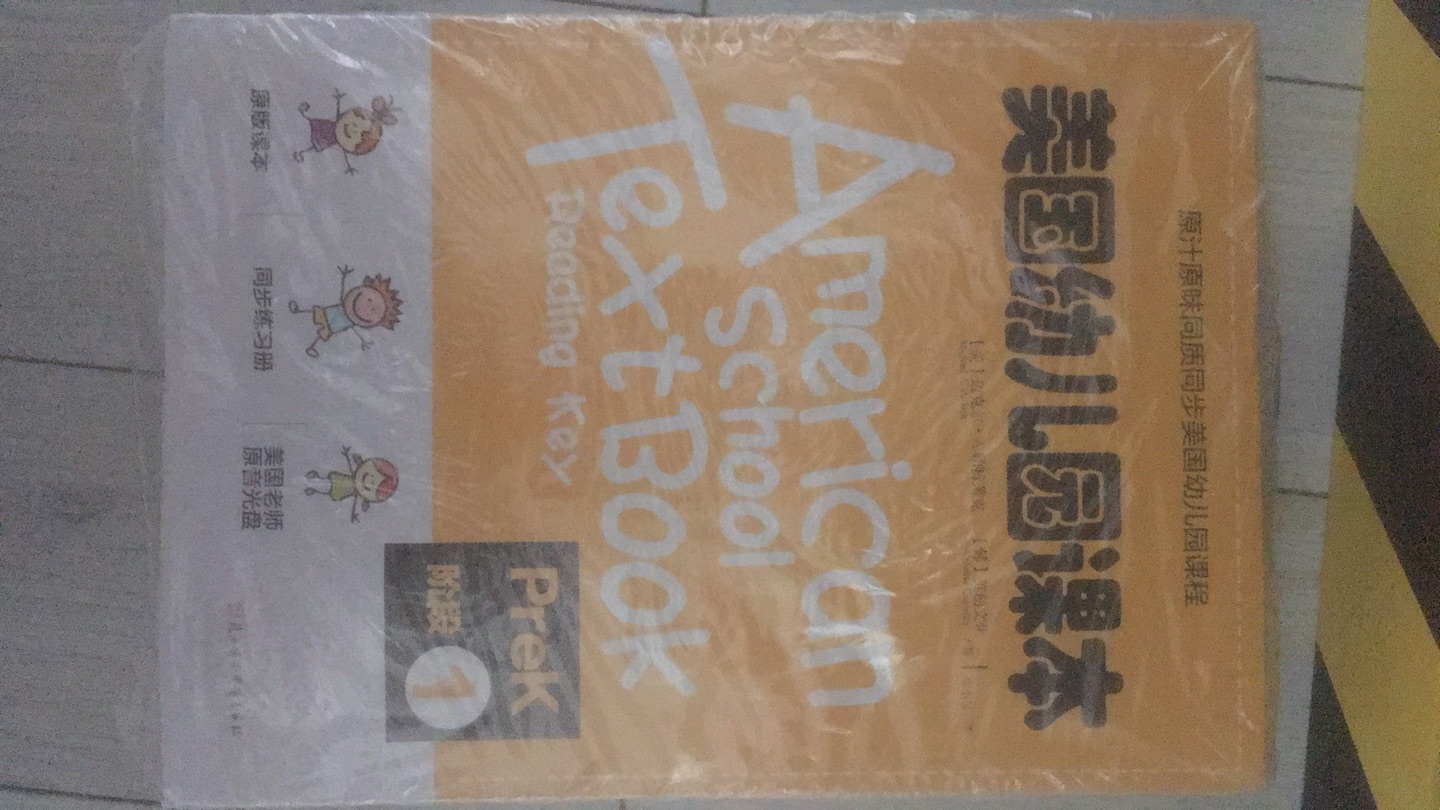 原汁原味同质同步美国幼儿园课程
美国幼儿园课本
American
School
TextBook
Reading Key
PreK
阶段 1
原版课本
同步练习册
美国老师
原音光盘